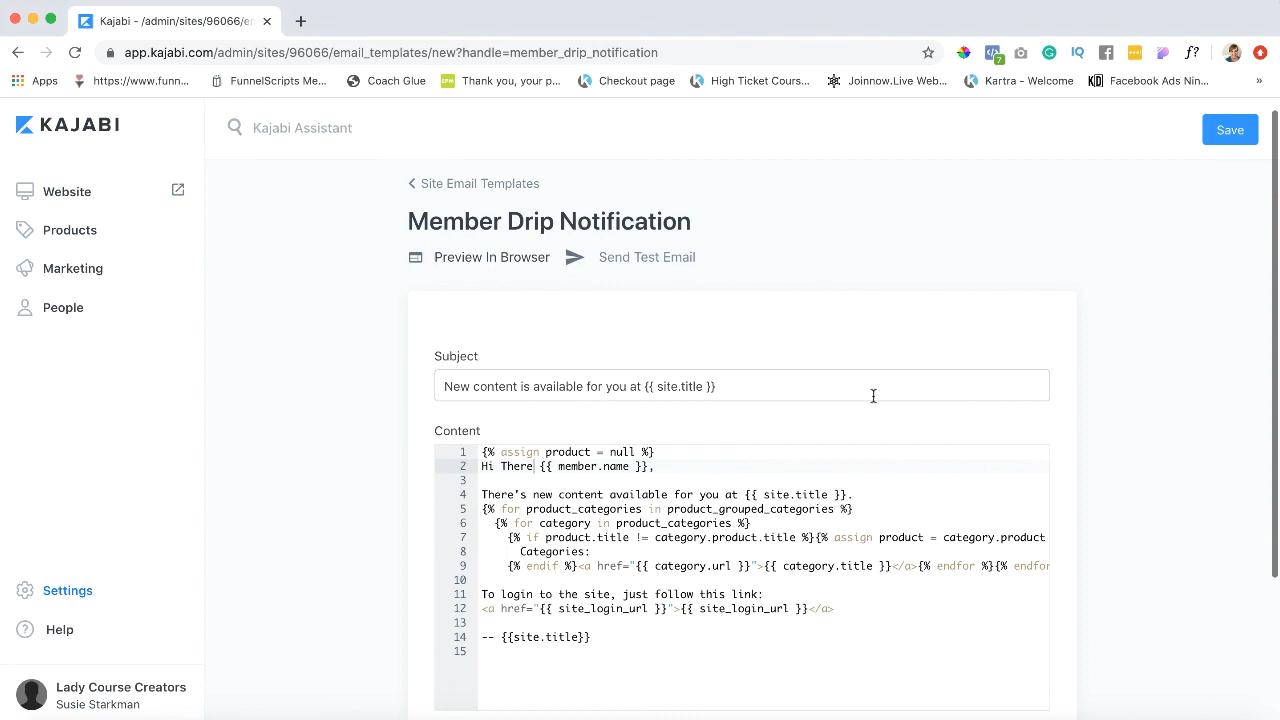 Kajabi - /admin/sites/96066/em
app.kajabi.com/admin/sites/96066/email_templates/new?handle=member_drip_notification
7
IQ
f?
Apps
https://www.funn...
FunnelScripts Me...
Coach Glue
EPM
Thank you, your p...
Checkout page
High Ticket Cours...
Joinnow.Live Web...
Kartra - Welcome
KD
Facebook Ads Nin...
»
KAJABI
Kajabi Assistant
Save
Website
Products
Marketing
People
Settings
Help
Lady Course Creators
Susie Starkman
Site Email Templates
Member Drip Notification
Preview In Browser
Send Test Email
Subject
New content is available for you at {{ site.title }}
Content
1 {% assign product = null %}
2 Hi There {{ member.name }},
3
4 There's new content available for you at {{ site.title }}.
5 {% for product_categories in product_grouped_categories %}
6 {% for category in product_categories %}
7 {% if product.title != category.product.title %}{% assign product = category.product
8 Categories:
9 {% endif %}<a href="{{ category.url }}">{{ category.title }}</a>{% endfor %}{% endfor
10
11 To login to the site, just follow this link:
12 <a href="{{ site_login_url }}">{{ site_login_url }}</a>
13
14 -- {{site.title}}
15